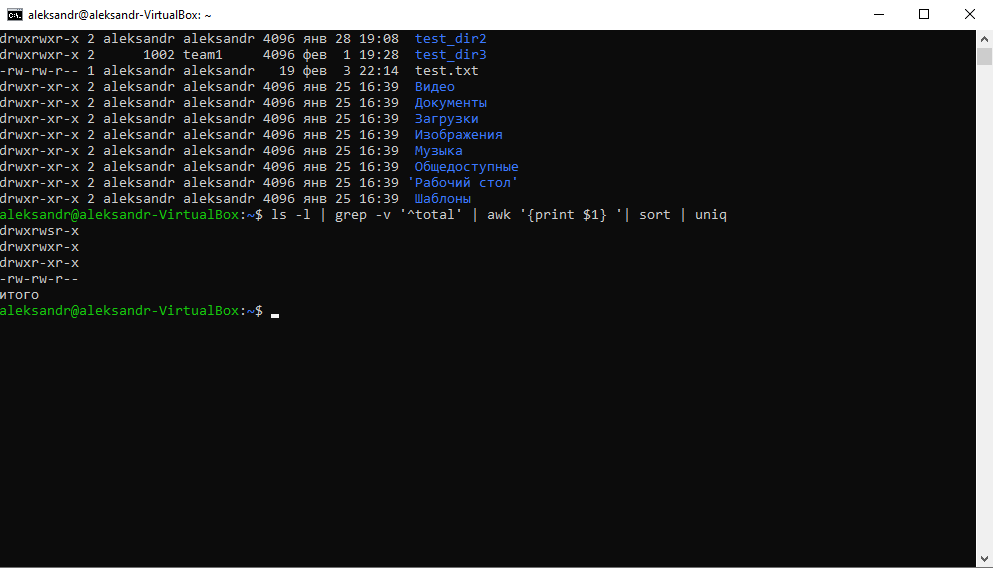 aleksandr@aleksandr-VirtualBox: ~
drwxrwxr-x 2 aleksandr aleksandr 4096 янв 28 19:08  test_dir2
drwxrwxr-x 2      1002 team1     4096 фев  1 19:28  test_dir3
-rw-rw-r-- 1 aleksandr aleksandr   19 фев  3 22:14  test.txt
drwxr-xr-x 2 aleksandr aleksandr 4096 янв 25 16:39  Видео
drwxr-xr-x 2 aleksandr aleksandr 4096 янв 25 16:39  Документы
drwxr-xr-x 2 aleksandr aleksandr 4096 янв 25 16:39  Загрузки
drwxr-xr-x 2 aleksandr aleksandr 4096 янв 25 16:39  Изображения
drwxr-xr-x 2 aleksandr aleksandr 4096 янв 25 16:39  Музыка
drwxr-xr-x 2 aleksandr aleksandr 4096 янв 25 16:39  Общедоступные
drwxr-xr-x 2 aleksandr aleksandr 4096 янв 25 16:39 'Рабочий стол'
drwxr-xr-x 2 aleksandr aleksandr 4096 янв 25 16:39  Шаблоны
aleksandr@aleksandr-VirtualBox:~$ ls -l | grep -v '^total' | awk '{print $1} '| sort | uniq
drwxrwsr-x
drwxrwxr-x
drwxr-xr-x
-rw-rw-r--
итого
aleksandr@aleksandr-VirtualBox:~$